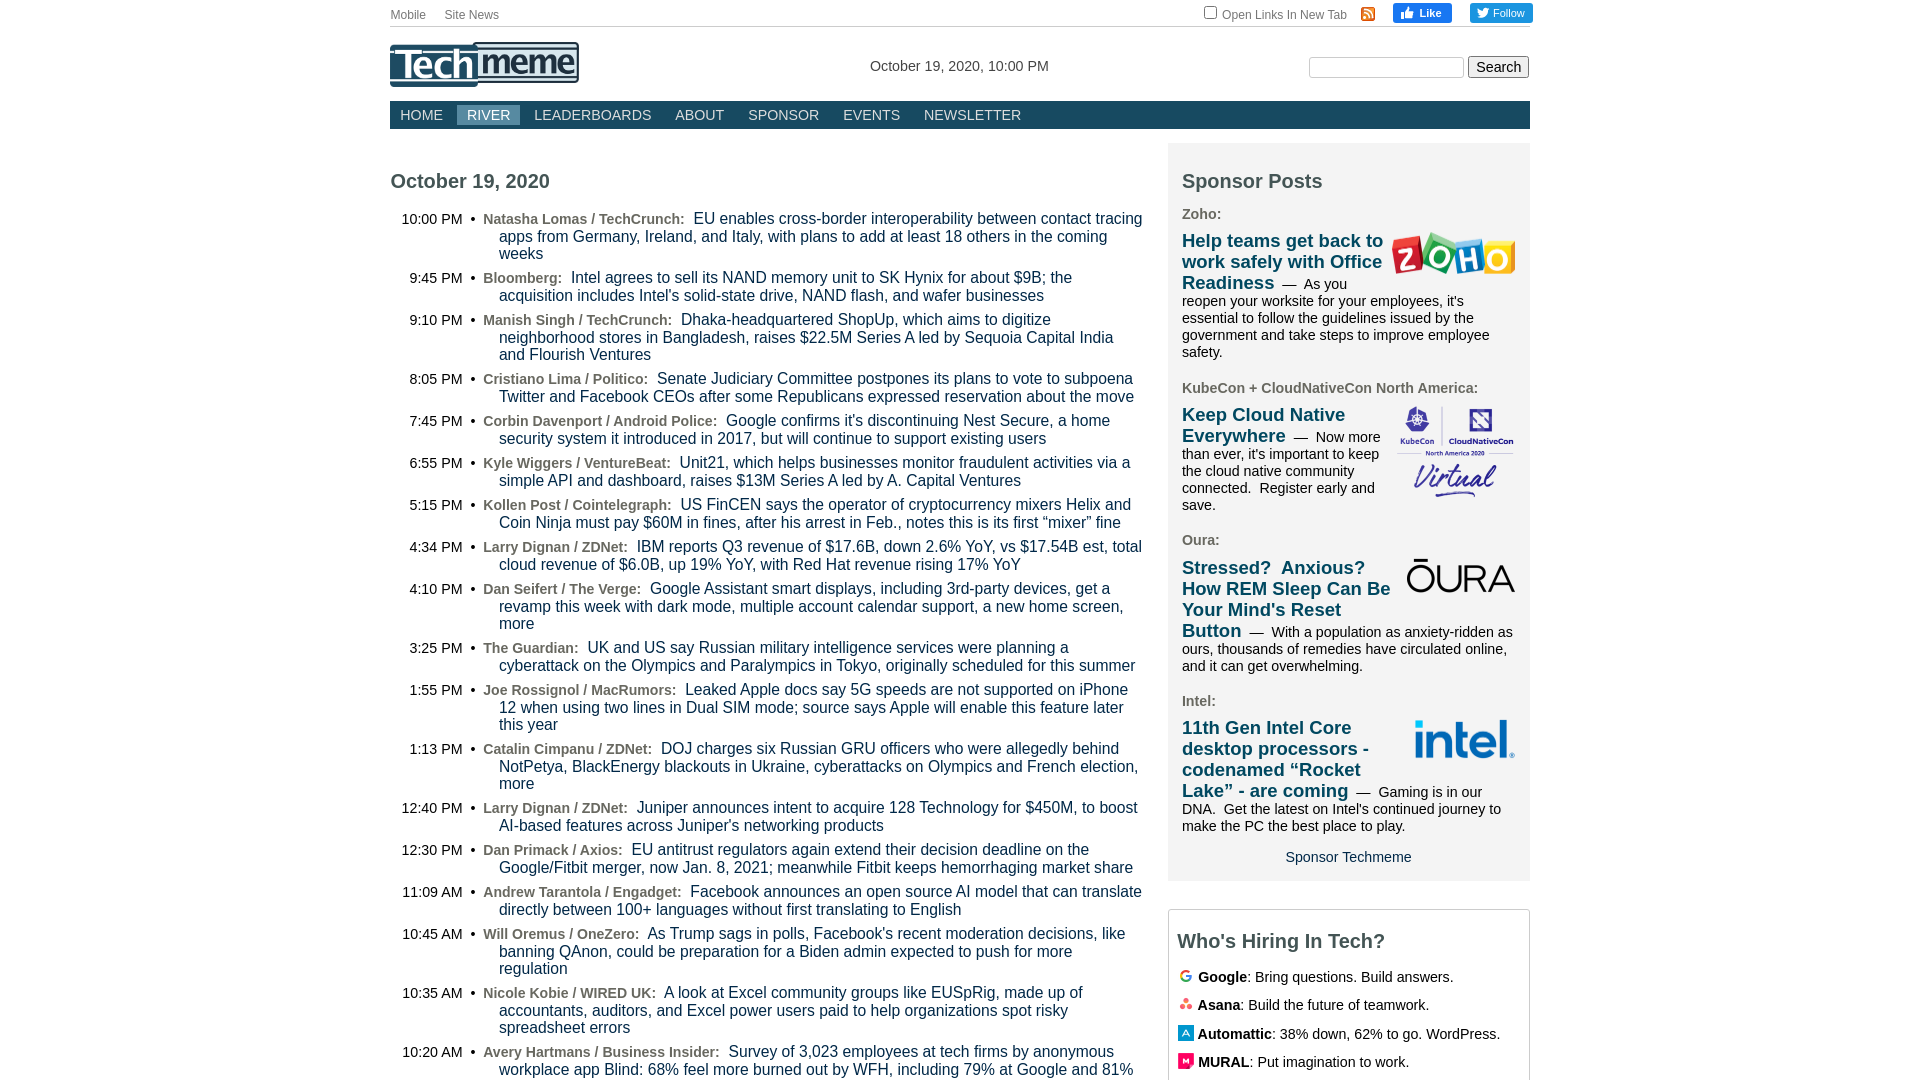 Mobile Site News Open Links In New Tab Like Follow
Techmeme October 19, 2020, 10:00 PM Search
HOME RIVER LEADERBOARDS ABOUT SPONSOR EVENTS NEWSLETTER
October 19, 2020
10:00 PM • Natasha Lomas / TechCrunch: EU enables cross-border interoperability between contact tracing
apps from Germany, Ireland, and Italy, with plans to add at least 18 others in the coming
weeks
9:45 PM • Bloomberg: Intel agrees to sell its NAND memory unit to SK Hynix for about $9B; the
acquisition includes Intel's solid-state drive, NAND flash, and wafer businesses
9:10 PM • Manish Singh / TechCrunch: Dhaka-headquartered ShopUp, which aims to digitize
neighborhood stores in Bangladesh, raises $22.5M Series A led by Sequoia Capital India
and Flourish Ventures
8:05 PM • Cristiano Lima / Politico: Senate Judiciary Committee postpones its plans to vote to subpoena
Twitter and Facebook CEOs after some Republicans expressed reservation about the move
7:45 PM • Corbin Davenport / Android Police: Google confirms it's discontinuing Nest Secure, a home
security system it introduced in 2017, but will continue to support existing users
6:55 PM • Kyle Wiggers / VentureBeat: Unit21, which helps businesses monitor fraudulent activities via a
simple API and dashboard, raises $13M Series A led by A. Capital Ventures
5:15 PM • Kollen Post / Cointelegraph: US FinCEN says the operator of cryptocurrency mixers Helix and
Coin Ninja must pay $60M in fines, after his arrest in Feb., notes this is its first “mixer” fine
4:34 PM • Larry Dignan / ZDNet: IBM reports Q3 revenue of $17.6B, down 2.6% YoY, vs $17.54B est, total
cloud revenue of $6.0B, up 19% YoY, with Red Hat revenue rising 17% YoY
4:10 PM • Dan Seifert / The Verge: Google Assistant smart displays, including 3rd-party devices, get a
revamp this week with dark mode, multiple account calendar support, a new home screen,
more
3:25 PM • The Guardian: UK and US say Russian military intelligence services were planning a
cyberattack on the Olympics and Paralympics in Tokyo, originally scheduled for this summer
1:55 PM • Joe Rossignol / MacRumors: Leaked Apple docs say 5G speeds are not supported on iPhone
12 when using two lines in Dual SIM mode; source says Apple will enable this feature later
this year
1:13 PM • Catalin Cimpanu / ZDNet: DOJ charges six Russian GRU officers who were allegedly behind
NotPetya, BlackEnergy blackouts in Ukraine, cyberattacks on Olympics and French election,
more
12:40 PM • Larry Dignan / ZDNet: Juniper announces intent to acquire 128 Technology for $450M, to boost
AI-based features across Juniper's networking products
12:30 PM • Dan Primack / Axios: EU antitrust regulators again extend their decision deadline on the
Google/Fitbit merger, now Jan. 8, 2021; meanwhile Fitbit keeps hemorrhaging market share
11:09 AM • Andrew Tarantola / Engadget: Facebook announces an open source AI model that can translate
directly between 100+ languages without first translating to English
10:45 AM • Will Oremus / OneZero: As Trump sags in polls, Facebook's recent moderation decisions, like
banning QAnon, could be preparation for a Biden admin expected to push for more
regulation
10:35 AM • Nicole Kobie / WIRED UK: A look at Excel community groups like EUSpRig, made up of
accountants, auditors, and Excel power users paid to help organizations spot risky
spreadsheet errors
10:20 AM • Avery Hartmans / Business Insider: Survey of 3,023 employees at tech firms by anonymous
workplace app Blind: 68% feel more burned out by WFH, including 79% at Google and 81%
Sponsor Posts
Zoho:
Help teams get back to
work safely with Office
Readiness — As you
reopen your worksite for your employees, it's
essential to follow the guidelines issued by the
government and take steps to improve employee
safety.
ZOHO
KubeCon + CloudNativeCon North America:
Keep Cloud Native
Everywhere — Now more
than ever, it's important to keep
the cloud native community
connected. Register early and
save.
KubeCon CloudNativeCon
North America 2020
Virtual
Oura:
Stressed? Anxious?
How REM Sleep Can Be
Your Mind's Reset
Button — With a population as anxiety-ridden as
ours, thousands of remedies have circulated online,
and it can get overwhelming.
ŌURA
Intel:
11th Gen Intel Core
desktop processors -
codenamed “Rocket
Lake” - are coming — Gaming is in our
DNA. Get the latest on Intel's continued journey to
make the PC the best place to play.
intel®
Sponsor Techmeme
Who's Hiring In Tech?
Google: Bring questions. Build answers.
Asana: Build the future of teamwork.
Automattic: 38% down, 62% to go. WordPress.
MURAL: Put imagination to work.